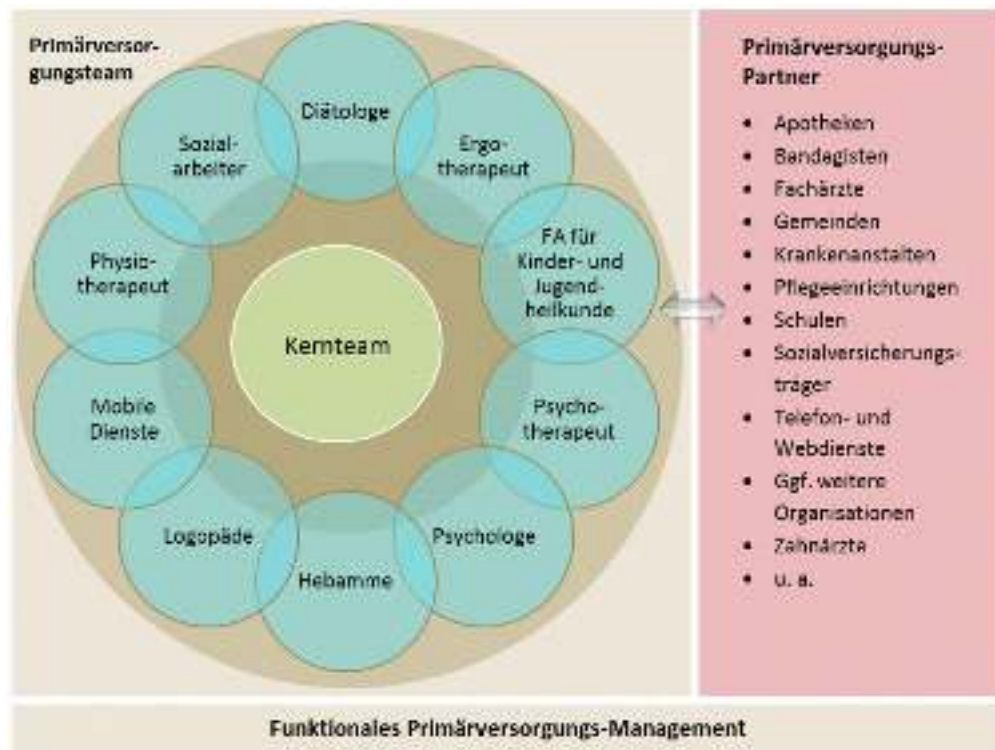 Primärversor-
gungsteam
Diätologe
Sozial-
arbeiter
Ergo-
therapeut
Physio-
therapeut
FA für
Kinder- und
Jugend-
heilkunde
Kernteam
Mobile
Dienste
Psycho-
therapeut
Logopäde
Psychologe
Hebamme
Primärversorgungs-
Partner
• Apotheken
• Bandagisten
• Fachärzte
• Gemeinden
• Krankenanstalten
• Pflegeeinrichtungen
• Schulen
• Sozialversicherungs-
träger
• Telefon- und
Webdienste
• Ggf. weitere
Organisationen
• Zahnärzte
• u. a.
Funktionales Primärversorgungs-Management